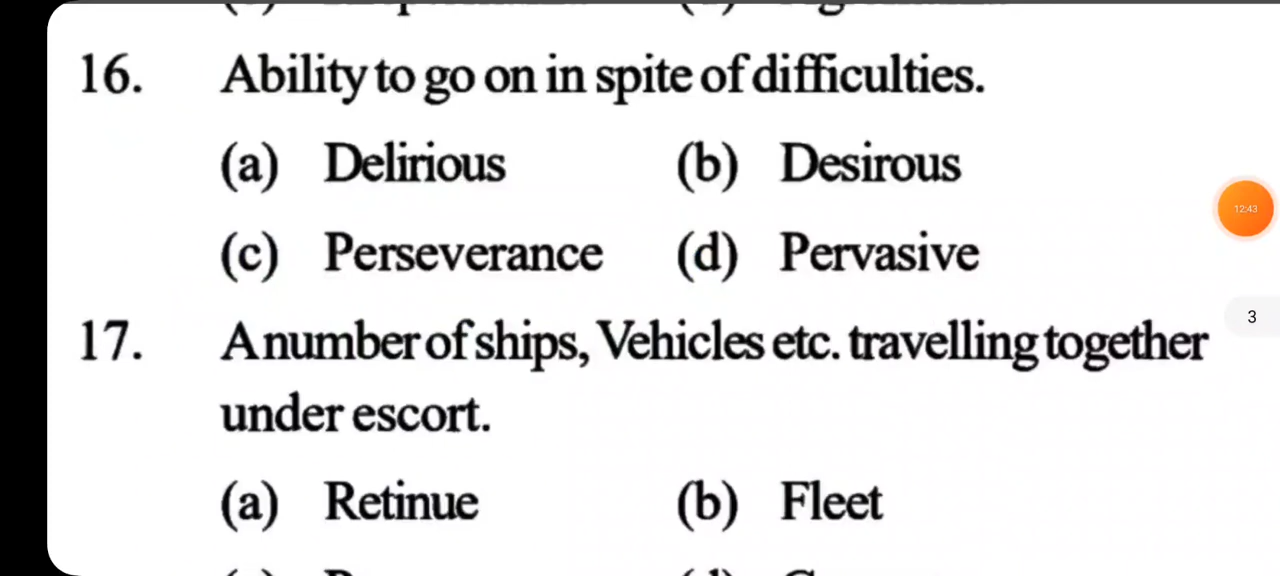 16. Ability to go on in spite of difficulties.
(a) Delirious (b) Desirous
(c) Perseverance (d) Pervasive
17. A number of ships, Vehicles etc. travelling together
under escort.
(a) Retinue (b) Fleet
12:43
3